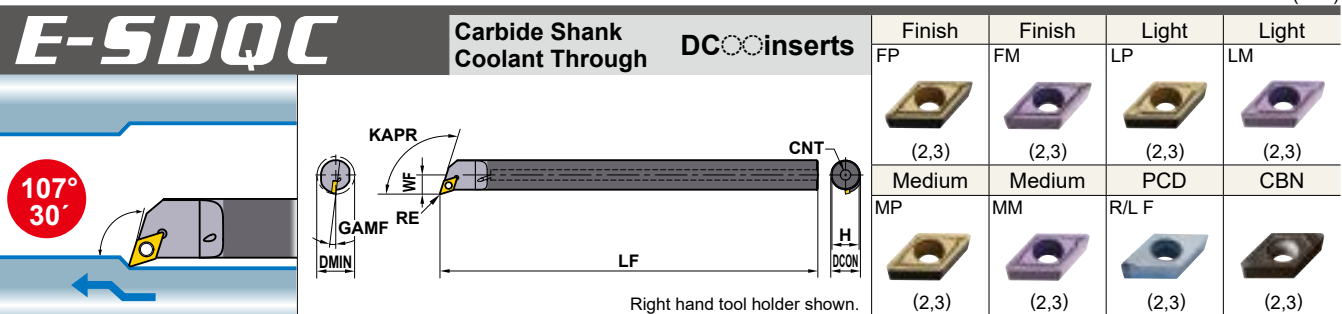 E-SDQC
Carbide Shank
Coolant Through
DC◌◌inserts
107°
30´
KAPR
WF
RE
GAMF
DMIN
LF
CNT
H
DCON
Right hand tool holder shown.
Finish Finish Light Light
FP FM LP LM
(2,3) (2,3) (2,3) (2,3)
Medium Medium PCD CBN
MP MM R/L F
(2,3) (2,3) (2,3) (2,3)